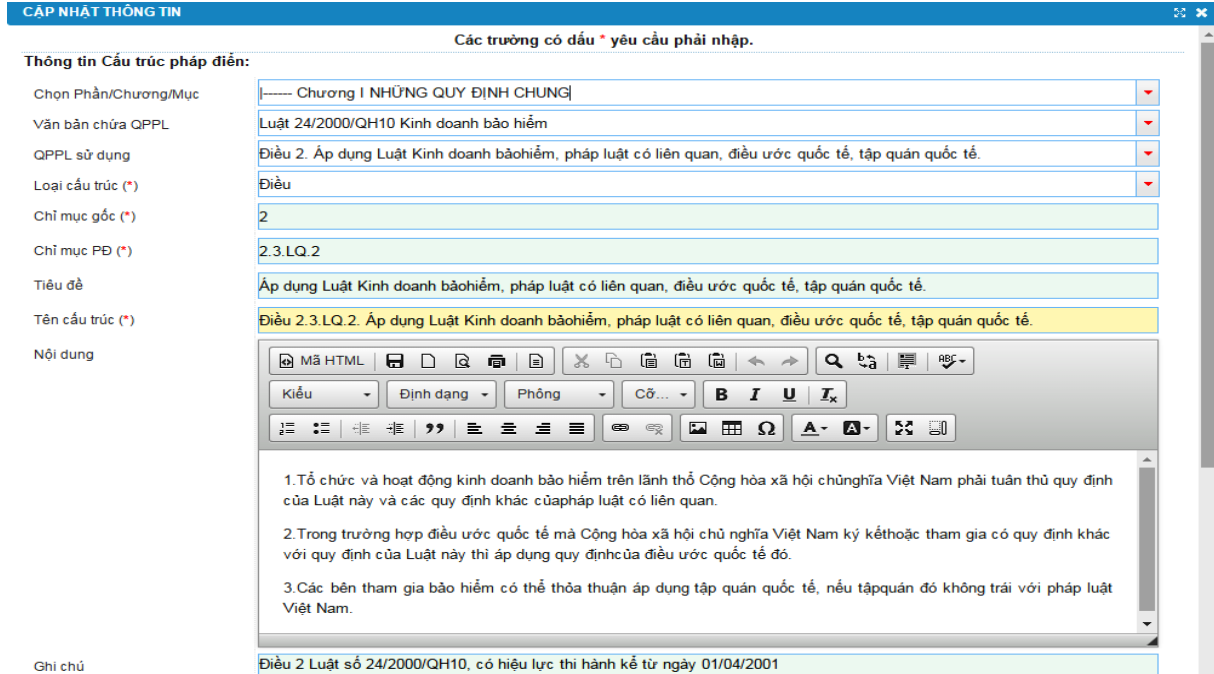 CẬP NHẬT THÔNG TIN
Các trường có dấu * yêu cầu phải nhập.
Thông tin Cấu trúc pháp điển:
Chọn Phần/Chương/Mục
|------ Chương I NHỮNG QUY ĐỊNH CHUNG
Văn bản chứa QPPL
Luật 24/2000/QH10 Kinh doanh bảo hiểm
QPPL sử dụng
Điều 2. Áp dụng Luật Kinh doanh bảohiểm, pháp luật có liên quan, điều ước quốc tế, tập quán quốc tế.
Loại cấu trúc (*)
Điều
Chỉ mục gốc (*)
2
Chỉ mục PĐ (*)
2.3.LQ.2
Tiêu đề
Áp dụng Luật Kinh doanh bảohiểm, pháp luật có liên quan, điều ước quốc tế, tập quán quốc tế.
Tên cấu trúc (*)
Điều 2.3.LQ.2. Áp dụng Luật Kinh doanh bảohiểm, pháp luật có liên quan, điều ước quốc tế, tập quán quốc tế.
Nội dung
Mã HTML
Kiểu Định dạng Phông Cỡ... B I U Tx
Ω A A
1.Tổ chức và hoạt động kinh doanh bảo hiểm trên lãnh thổ Cộng hòa xã hội chủnghĩa Việt Nam phải tuân thủ quy định
của Luật này và các quy định khác củapháp luật có liên quan.
2.Trong trường hợp điều ước quốc tế mà Cộng hòa xã hội chủ nghĩa Việt Nam ký kếthoặc tham gia có quy định khác
với quy định của Luật này thì áp dụng quy địnhcủa điều ước quốc tế đó.
3.Các bên tham gia bảo hiểm có thể thỏa thuận áp dụng tập quán quốc tế, nếu tậpquán đó không trái với pháp luật
Việt Nam.
Ghi chú
Điều 2 Luật số 24/2000/QH10, có hiệu lực thi hành kể từ ngày 01/04/2001